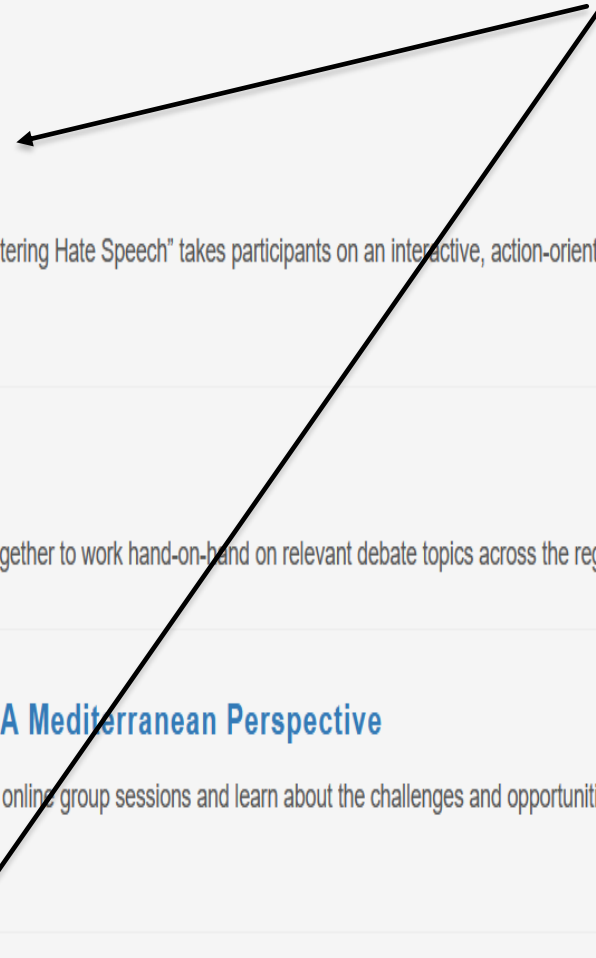 tering Hate Speech” takes participants on an interactive, action-orient
gether to work hand-on-hand on relevant debate topics across the reg
A Mediterranean Perspective
online group sessions and learn about the challenges and opportuniti